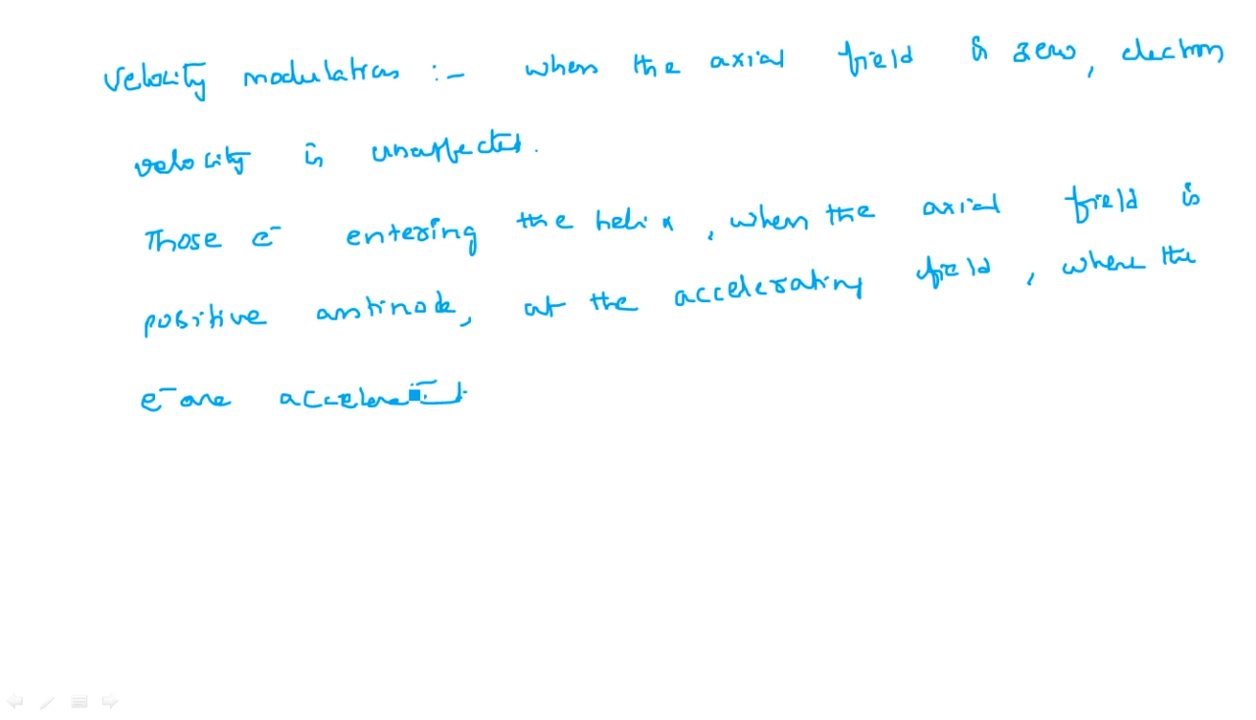 Velocity modulation :- when the axial field is zero, electron
velocity is unaffected.
Those e⁻ entering the helix, when the axial field is
positive antinode, at the accelerating field, where the
e⁻ are